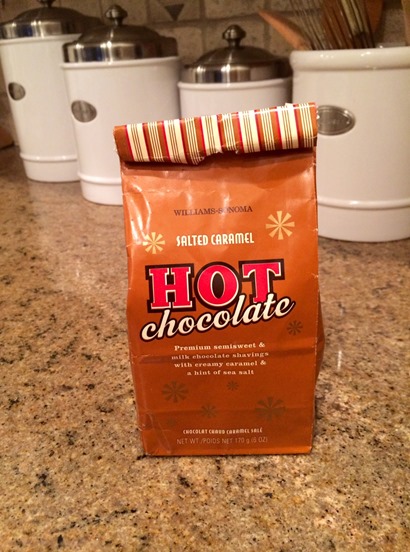 WILLIAMS-SONOMA
SALTED CARAMEL
HOT
chocolate
Premium semisweet &
milk chocolate shavings
with creamy caramel &
a hint of sea salt
CHOCOLAT CHAUD CARAMEL SALÉ
NET WT./POIDS NET 170 g (6 OZ)